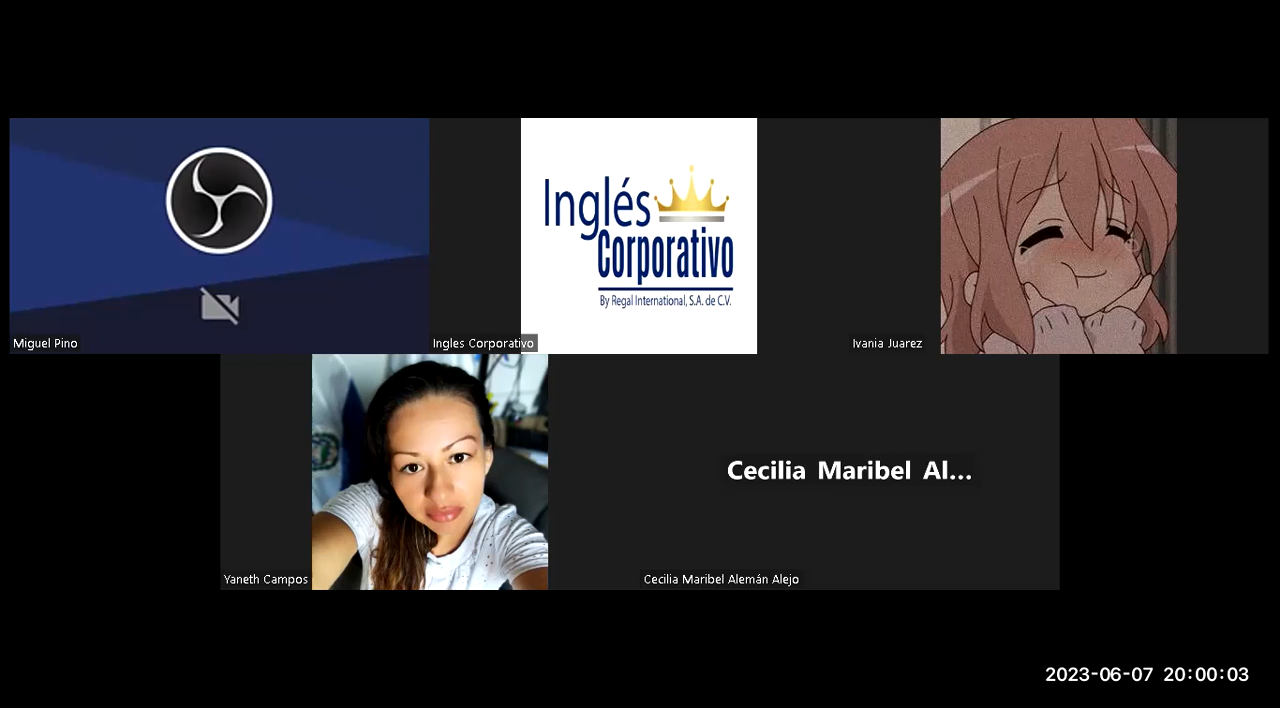 Inglés
Corporativo
By Regal International, S.A. de C.V.
Miguel Pino
Ingles Corporativo
Ivania Juarez
Cecilia Maribel Al...
Yaneth Campos
Cecilia Maribel Alemán Alejo
2023-06-07 20:00:03